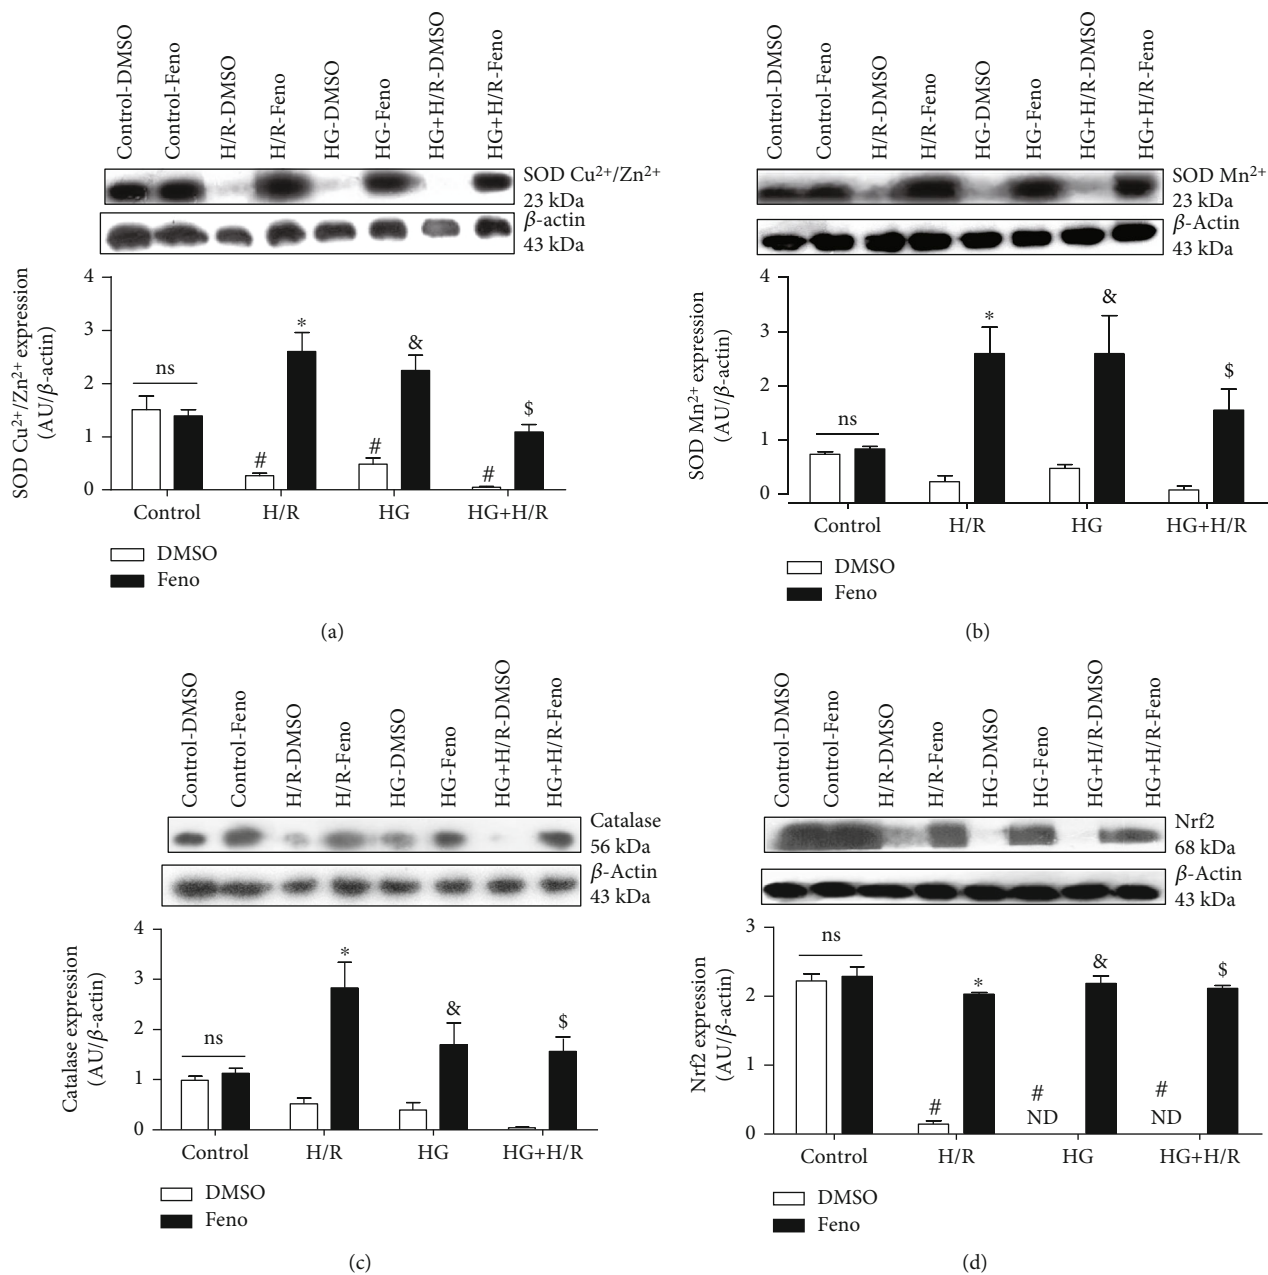 Control-DMSO
Control-Feno
H/R-DMSO
H/R-Feno
HG-DMSO
HG-Feno
HG+H/R-DMSO
HG+H/R-Feno
SOD Cu²⁺/Zn²⁺
23 kDa
β-actin
43 kDa
SOD Cu²⁺/Zn²⁺ expression
(AU/β-actin)
4
3
2
1
0
ns
#
*
#
&
#
$
Control H/R HG HG+H/R
DMSO
Feno
(a)
Control-DMSO
Control-Feno
H/R-DMSO
H/R-Feno
HG-DMSO
HG-Feno
HG+H/R-DMSO
HG+H/R-Feno
SOD Mn²⁺
23 kDa
β-Actin
43 kDa
SOD Mn²⁺ expression
(AU/β-actin)
4
3
2
1
0
ns
*
&
$
Control H/R HG HG+H/R
DMSO
Feno
(b)
Control-DMSO
Control-Feno
H/R-DMSO
H/R-Feno
HG-DMSO
HG-Feno
HG+H/R-DMSO
HG+H/R-Feno
Catalase
56 kDa
β-Actin
43 kDa
Catalase expression
(AU/β-actin)
4
3
2
1
0
ns
*
&
$
Control H/R HG HG+H/R
DMSO
Feno
(c)
Control-DMSO
Control-Feno
H/R-DMSO
H/R-Feno
HG-DMSO
HG-Feno
HG+H/R-DMSO
HG+H/R-Feno
Nrf2
68 kDa
β-Actin
43 kDa
Nrf2 expression
(AU/β-actin)
3
2
1
0
ns
#
*
#
ND
&
#
ND
$
Control H/R HG HG+H/R
DMSO
Feno
(d)